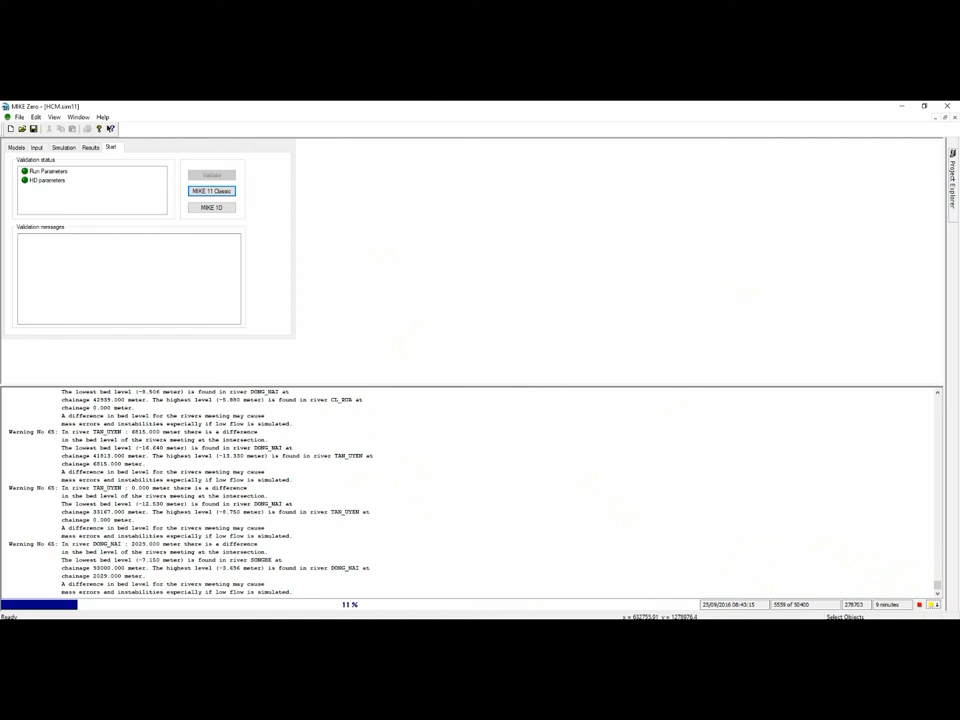 MIKE Zero - [HCM.sim11]
File Edit View Window Help
Models Input Simulation Results Start
Validation status
Run Parameters
HD parameters
Validate
MIKE 11 Classic
MIKE 1D
Validation messages
Project Explorer
The lowest bed level (-8.506 meter) is found in river DONG_NAI at
chainage 42939.000 meter. The highest level (-5.880 meter) is found in river CL_RUA at
chainage 0.000 meter.
A difference in bed level for the rivers meeting may cause
mass errors and instabilities especially if low flow is simulated.
Warning No 65: In river TAN_UYEN : 6815.000 meter there is a difference
in the bed level of the rivers meeting at the intersection.
The lowest bed level (-16.640 meter) is found in river DONG_NAI at
chainage 41813.000 meter. The highest level (-13.330 meter) is found in river TAN_UYEN at
chainage 6815.000 meter.
A difference in bed level for the rivers meeting may cause
mass errors and instabilities especially if low flow is simulated.
Warning No 65: In river TAN_UYEN : 0.000 meter there is a difference
in the bed level of the rivers meeting at the intersection.
The lowest bed level (-12.530 meter) is found in river DONG_NAI at
chainage 33167.000 meter. The highest level (-8.750 meter) is found in river TAN_UYEN at
chainage 0.000 meter.
A difference in bed level for the rivers meeting may cause
mass errors and instabilities especially if low flow is simulated.
Warning No 65: In river DONG_NAI : 2029.000 meter there is a difference
in the bed level of the rivers meeting at the intersection.
The lowest bed level (-7.150 meter) is found in river SONGBE at
chainage 93000.000 meter. The highest level (-3.696 meter) is found in river DONG_NAI at
chainage 2029.000 meter.
A difference in bed level for the rivers meeting may cause
mass errors and instabilities especially if low flow is simulated.
11 % 23/09/2016 08:43:15 5559 of 50400 278703 9 minutes
Ready x = 632755.91 y = 1278976.4 Select Objects